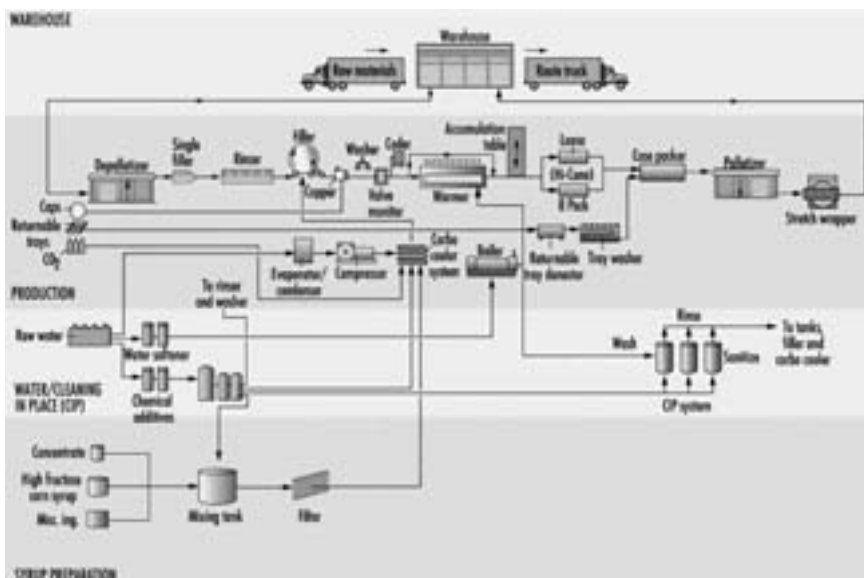 WAREHOUSE
Warehouse
Raw materials
Route truck
Depalletizer
Single
filler
Rinser
Filler
Capper
Washer
Coder
Valve
monitor
Warmer
Accumulation
table
Loose
(Hi-Cone)
8 Pack
Case packer
Palletizer
Stretch wrapper
Caps
Returnable
trays
CO2
Evaporator/
condensor
Compressor
Carbo
cooler
system
Boiler
Returnable
Tray washer
PRODUCTION
To rinser
and washer
Raw water
Water softener
Chemical
additives
WATER/CLEANING
IN PLACE (CIP)
Wash
Rinse
Sanitize
To tanks,
filler and
carbo cooler
CIP system
Concentrate
High fructose
corn syrup
Misc. ing.
Mixing tank
Filter
SYRUP PREPARATION